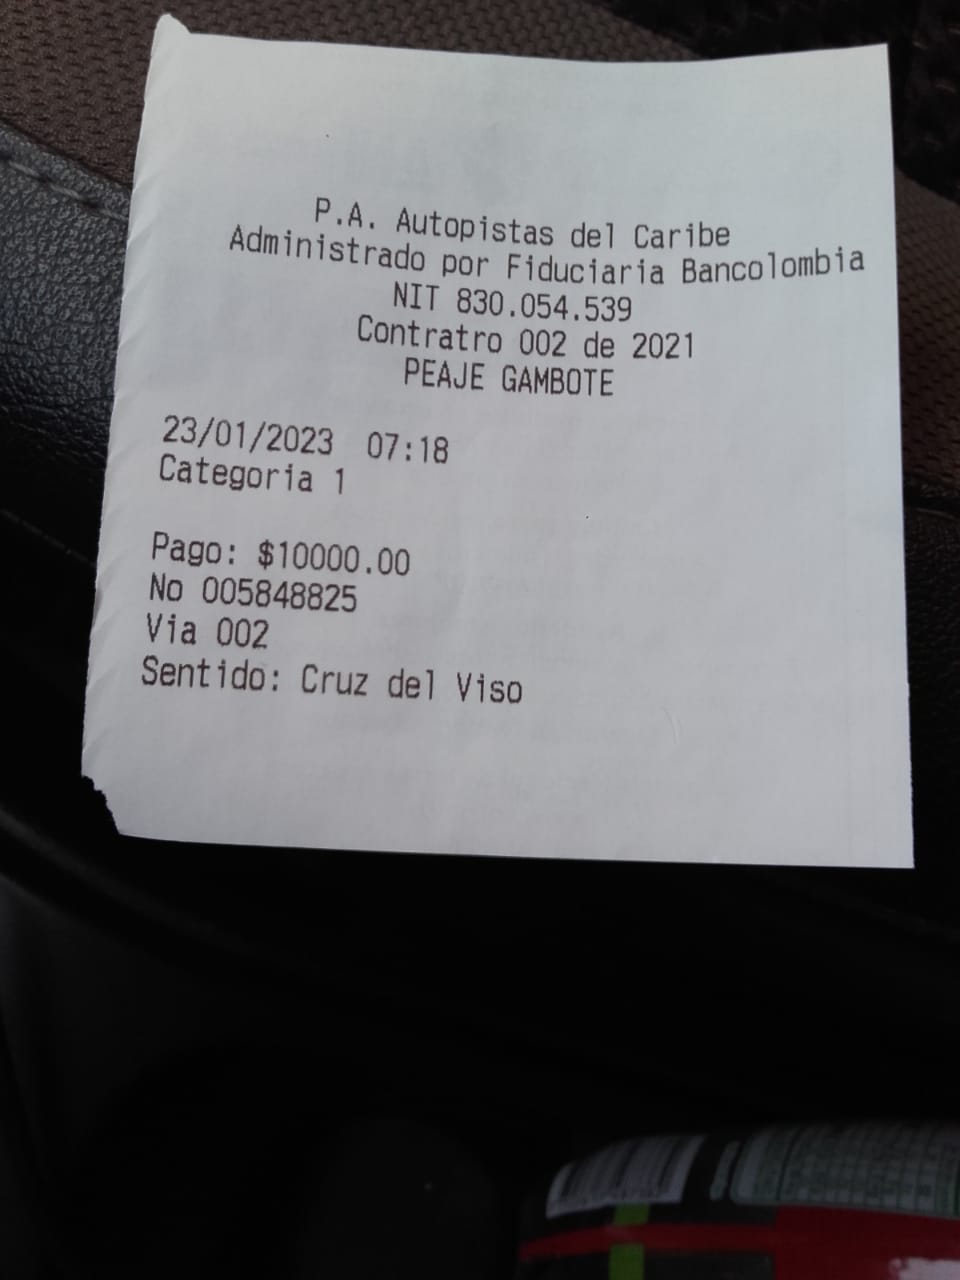 P.A. Autopistas del Caribe
Administrado por Fiduciaria Bancolombia
NIT 830.054.539
Contratro 002 de 2021
PEAJE GAMBOTE
23/01/2023 07:18
Categoria 1
Pago: $10000.00
No 005848825
Via 002
Sentido: Cruz del Viso